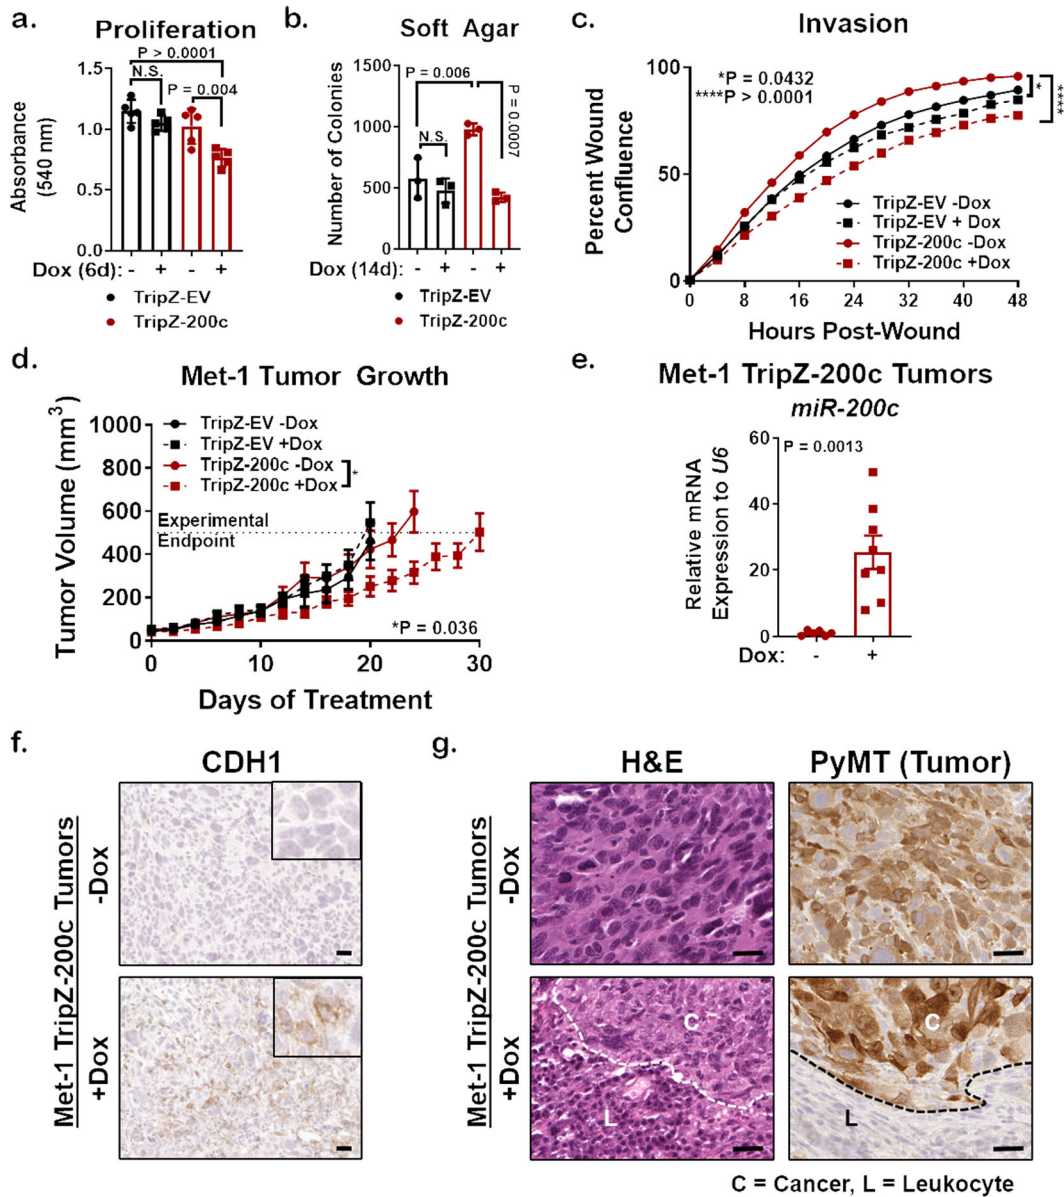 a.
Proliferation
P > 0.0001
N.S.
P = 0.004
Absorbance
(540 nm)
1.5
1.0
0.5
0.0
Dox (6d): - + - +
TripZ-EV
TripZ-200c
b.
Soft Agar
P = 0.006
N.S.
P = 0.0007
Number of Colonies
1500
1000
500
0
Dox (14d): - + - +
TripZ-EV
TripZ-200c
c.
Invasion
*P = 0.0432
****P > 0.0001
*
****
Percent Wound
Confluence
100
50
0
TripZ-EV -Dox
TripZ-EV + Dox
TripZ-200c -Dox
TripZ-200c +Dox
0 8 16 24 32 40 48
Hours Post-Wound
d.
Met-1 Tumor Growth
Tumor Volume (mm3)
1000
800
600
400
200
0
TripZ-EV -Dox
TripZ-EV +Dox
TripZ-200c -Dox
TripZ-200c +Dox
*
Experimental
Endpoint
*P = 0.036
0 10 20 30
Days of Treatment
e.
Met-1 TripZ-200c Tumors
miR-200c
P = 0.0013
Relative mRNA
Expression to U6
60
40
20
0
Dox: - +
f.
CDH1
Met-1 TripZ-200c Tumors
-Dox
+Dox
g.
H&E
PyMT (Tumor)
Met-1 TripZ-200c Tumors
-Dox
+Dox
C
L
C
L
C = Cancer, L = Leukocyte